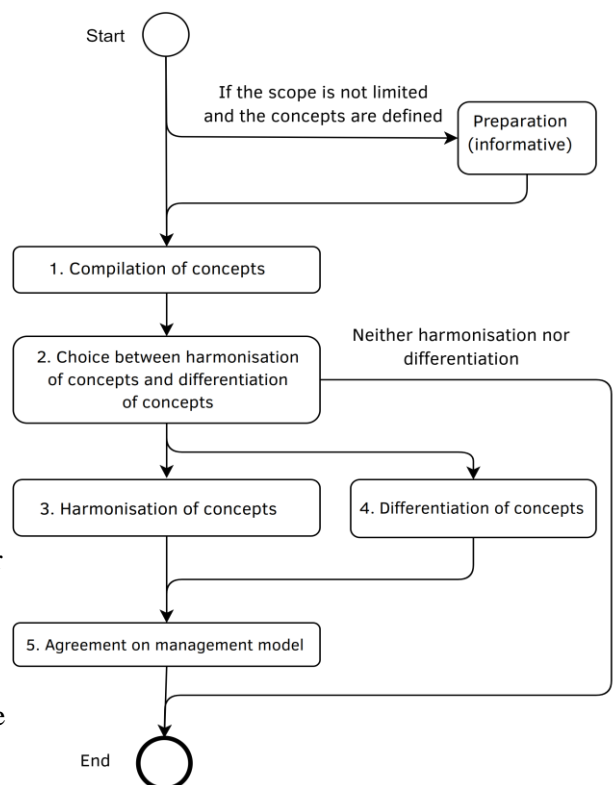 Start
If the scope is not limited
and the concepts are defined
Preparation
(informative)
1. Compilation of concepts
Neither harmonisation nor
differentiation
2. Choice between harmonisation
of concepts and differentiation
of concepts
3. Harmonisation of concepts
4. Differentiation of concepts
5. Agreement on management model
End